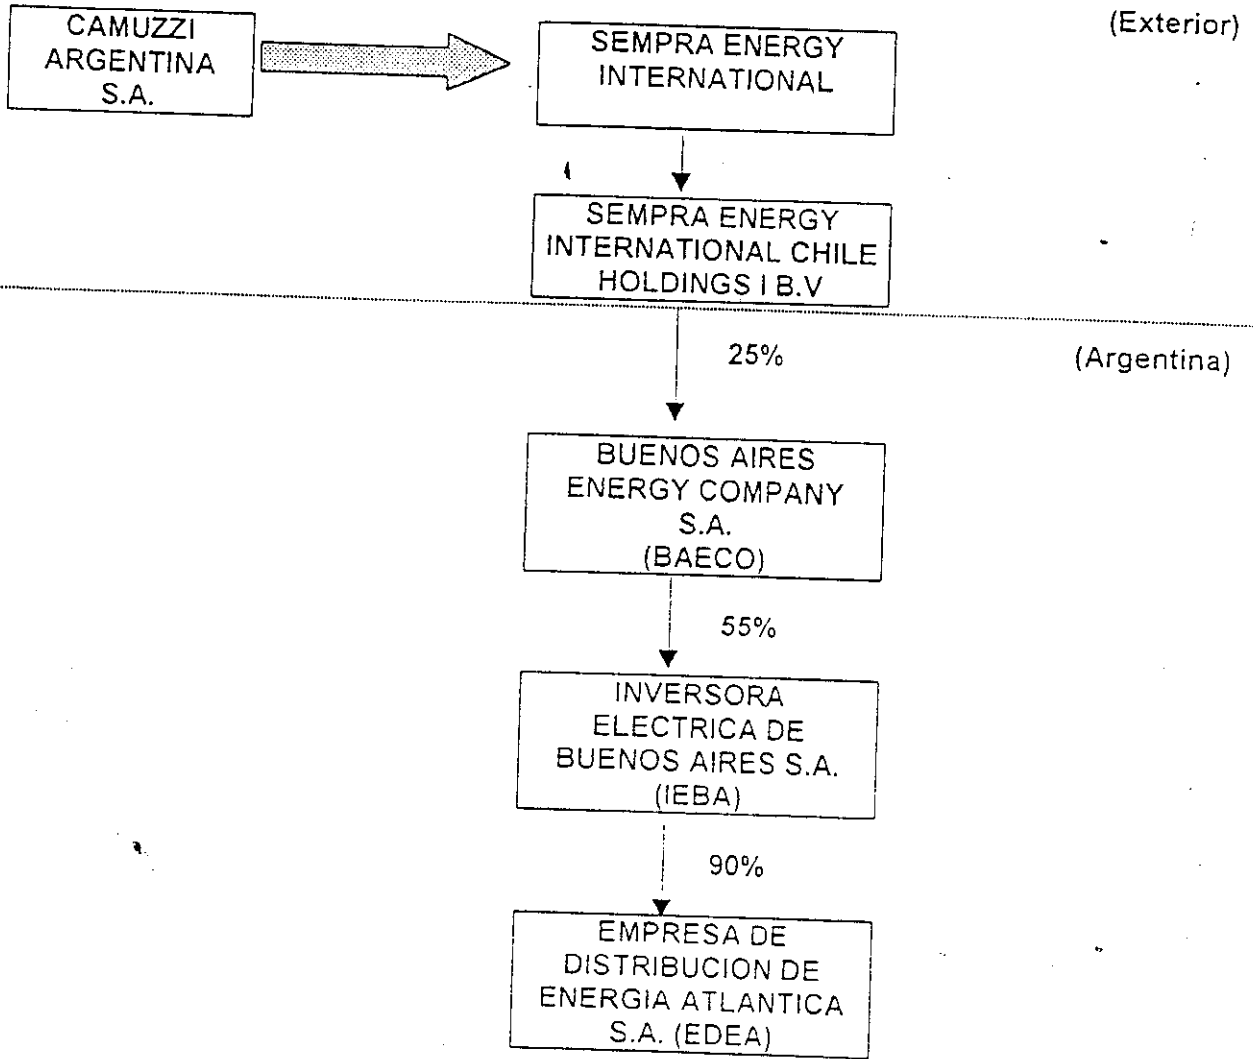 CAMUZZI
ARGENTINA
S.A.
SEMPRA ENERGY
INTERNATIONAL
(Exterior)
SEMPRA ENERGY
INTERNATIONAL CHILE
HOLDINGS I B.V
25%
(Argentina)
BUENOS AIRES
ENERGY COMPANY
S.A.
(BAECO)
55%
INVERSORA
ELECTRICA DE
BUENOS AIRES S.A.
(IEBA)
90%
EMPRESA DE
DISTRIBUCION DE
ENERGIA ATLANTICA
S.A. (EDEA)